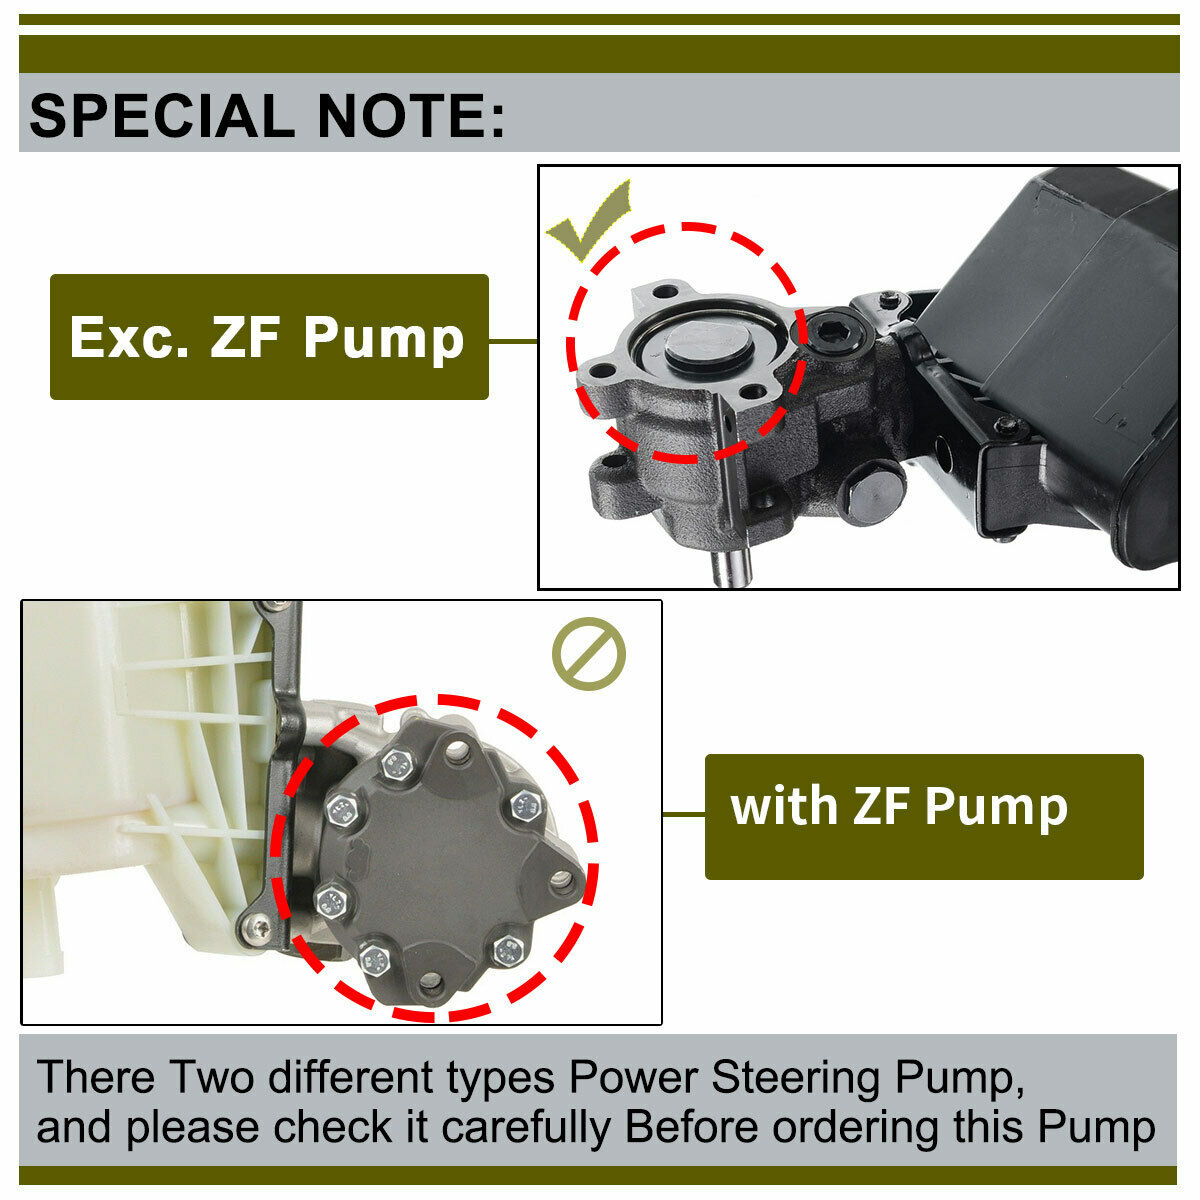 SPECIAL NOTE:
Exc. ZF Pump
with ZF Pump
There Two different types Power Steering Pump,
and please check it carefully Before ordering this Pump